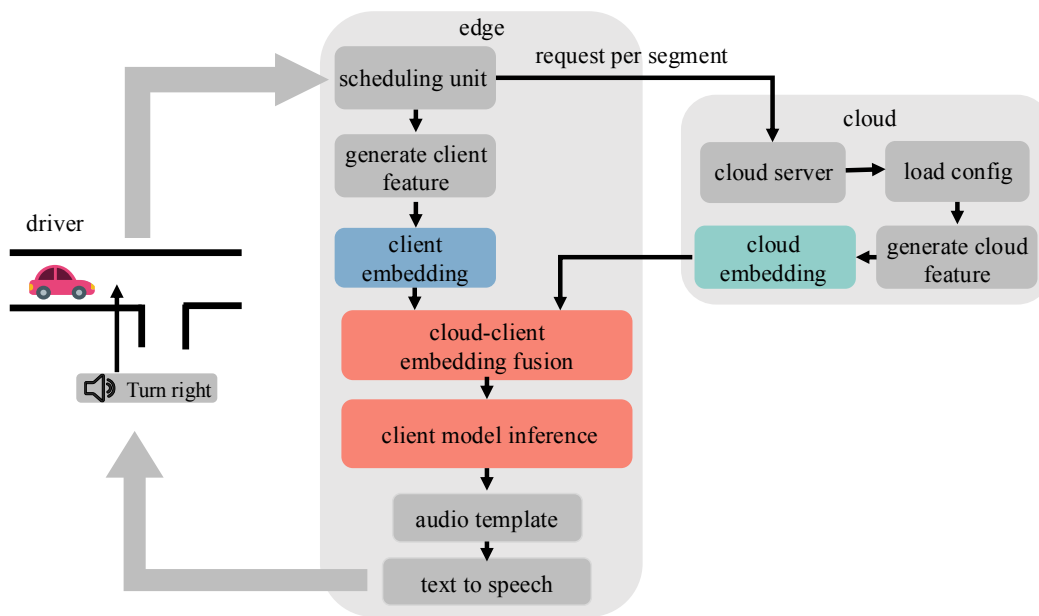 edge
scheduling unit
request per segment
generate client
feature
client
embedding
cloud
cloud server
load config
generate cloud
feature
cloud
embedding
cloud-client
embedding fusion
client model inference
audio template
text to speech
driver
Turn right